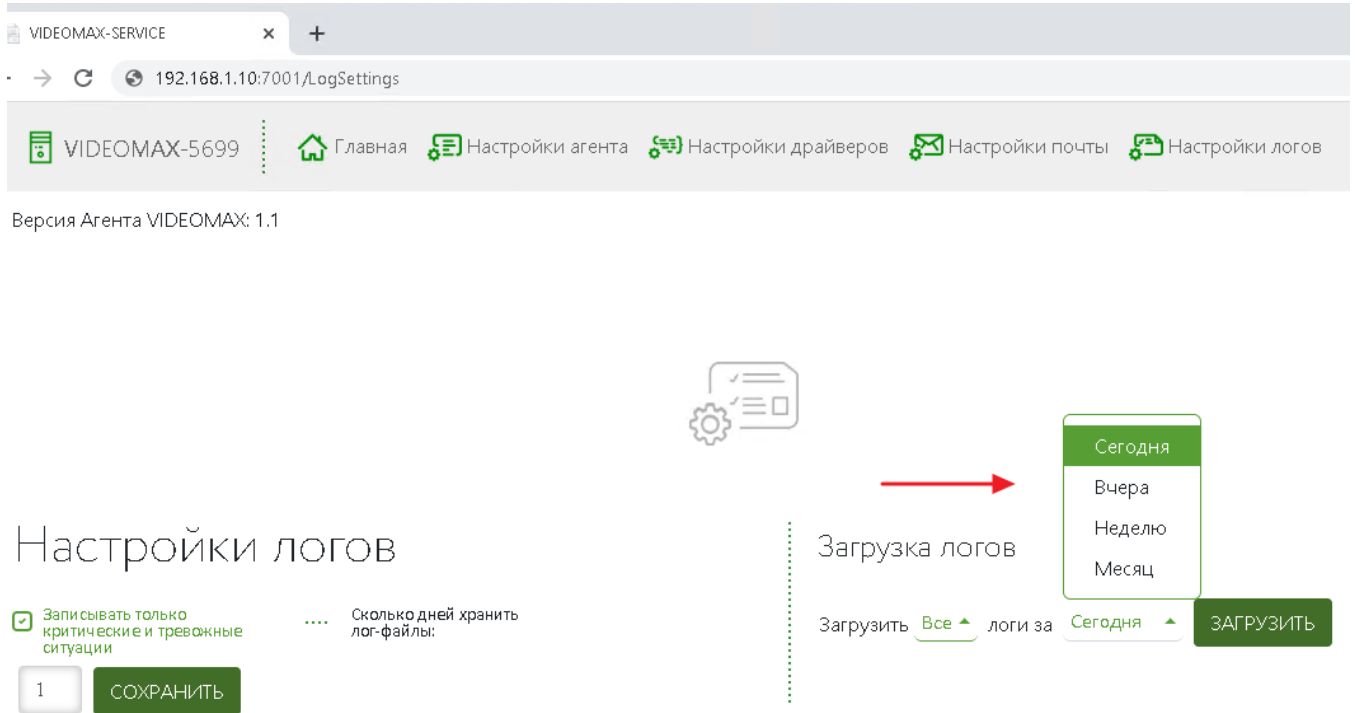 VIDEOMAX-SERVICE
192.168.1.10:7001/LogSettings
VIDEOMAX-5699 Главная Настройки агента Настройки драйверов Настройки почты Настройки логов
Версия Агента VIDEOMAX: 1.1
Сегодня
Вчера
Неделю
Месяц
Настройки логов
Записывать только
критические и тревожные
ситуации
Сколько дней хранить
лог-файлы:
1 СОХРАНИТЬ
Загрузка логов
Загрузить Все логи за Сегодня ЗАГРУЗИТЬ